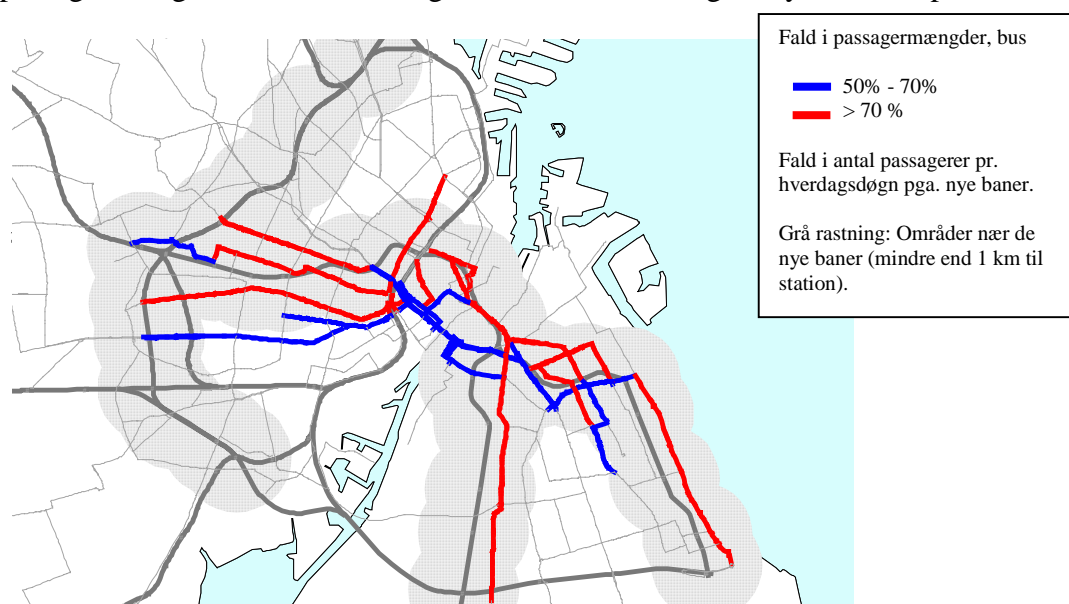 Fald i passagermængder, bus
50% - 70%
> 70 %
Fald i antal passagerer pr.
hverdagsdøgn pga. nye baner.
Grå rastning: Områder nær de
nye baner (mindre end 1 km til
station).